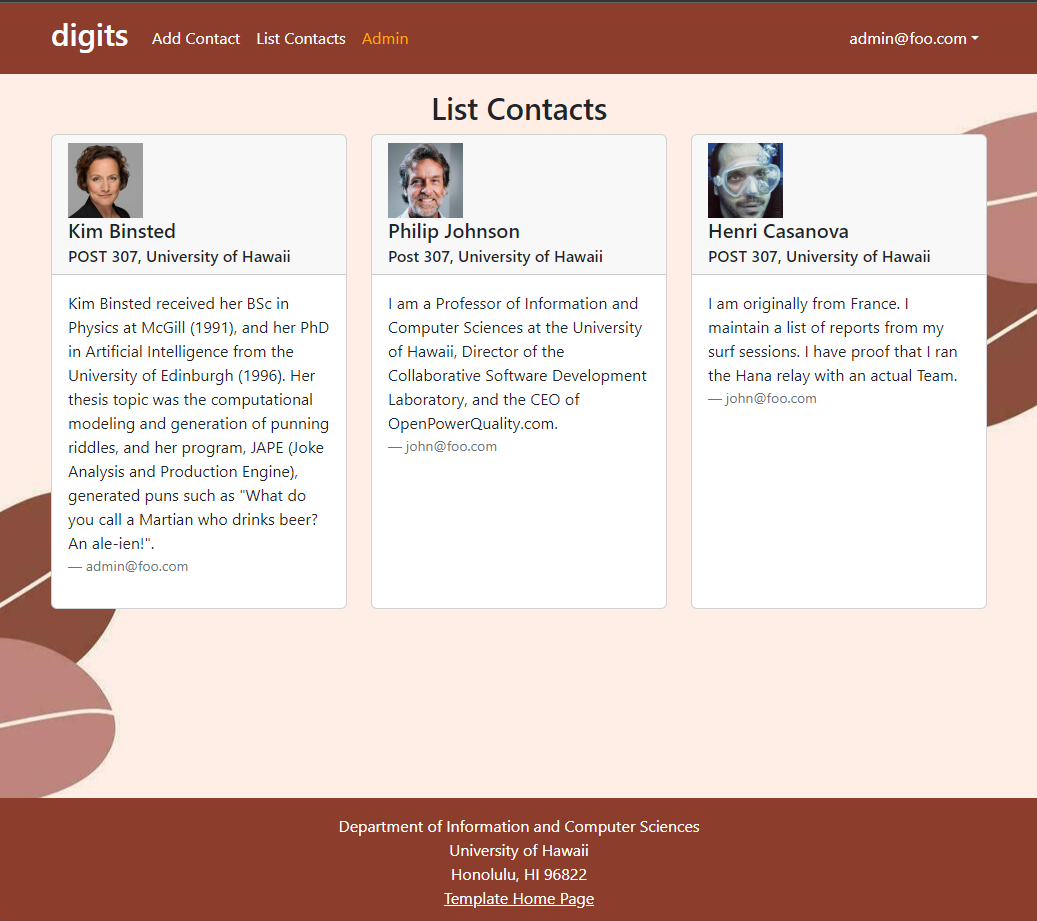 digits Add Contact List Contacts Admin admin@foo.com
List Contacts
Kim Binsted
POST 307, University of Hawaii
Kim Binsted received her BSc in
Physics at McGill (1991), and her PhD
in Artificial Intelligence from the
University of Edinburgh (1996). Her
thesis topic was the computational
modeling and generation of punning
riddles, and her program, JAPE (Joke
Analysis and Production Engine),
generated puns such as "What do
you call a Martian who drinks beer?
An ale-ien!".
— admin@foo.com
Philip Johnson
Post 307, University of Hawaii
I am a Professor of Information and
Computer Sciences at the University
of Hawaii, Director of the
Collaborative Software Development
Laboratory, and the CEO of
OpenPowerQuality.com.
— john@foo.com
Henri Casanova
POST 307, University of Hawaii
I am originally from France. I
maintain a list of reports from my
surf sessions. I have proof that I ran
the Hana relay with an actual Team.
— john@foo.com
Department of Information and Computer Sciences
University of Hawaii
Honolulu, HI 96822
Template Home Page